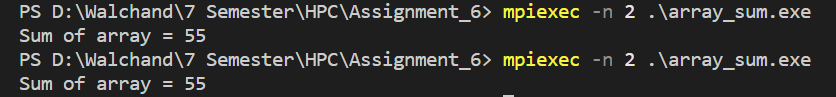 PS D:\Walchand\7 Semester\HPC\Assignment_6> mpiexec -n 2 .\array_sum.exe
Sum of array = 55
PS D:\Walchand\7 Semester\HPC\Assignment_6> mpiexec -n 2 .\array_sum.exe
Sum of array = 55